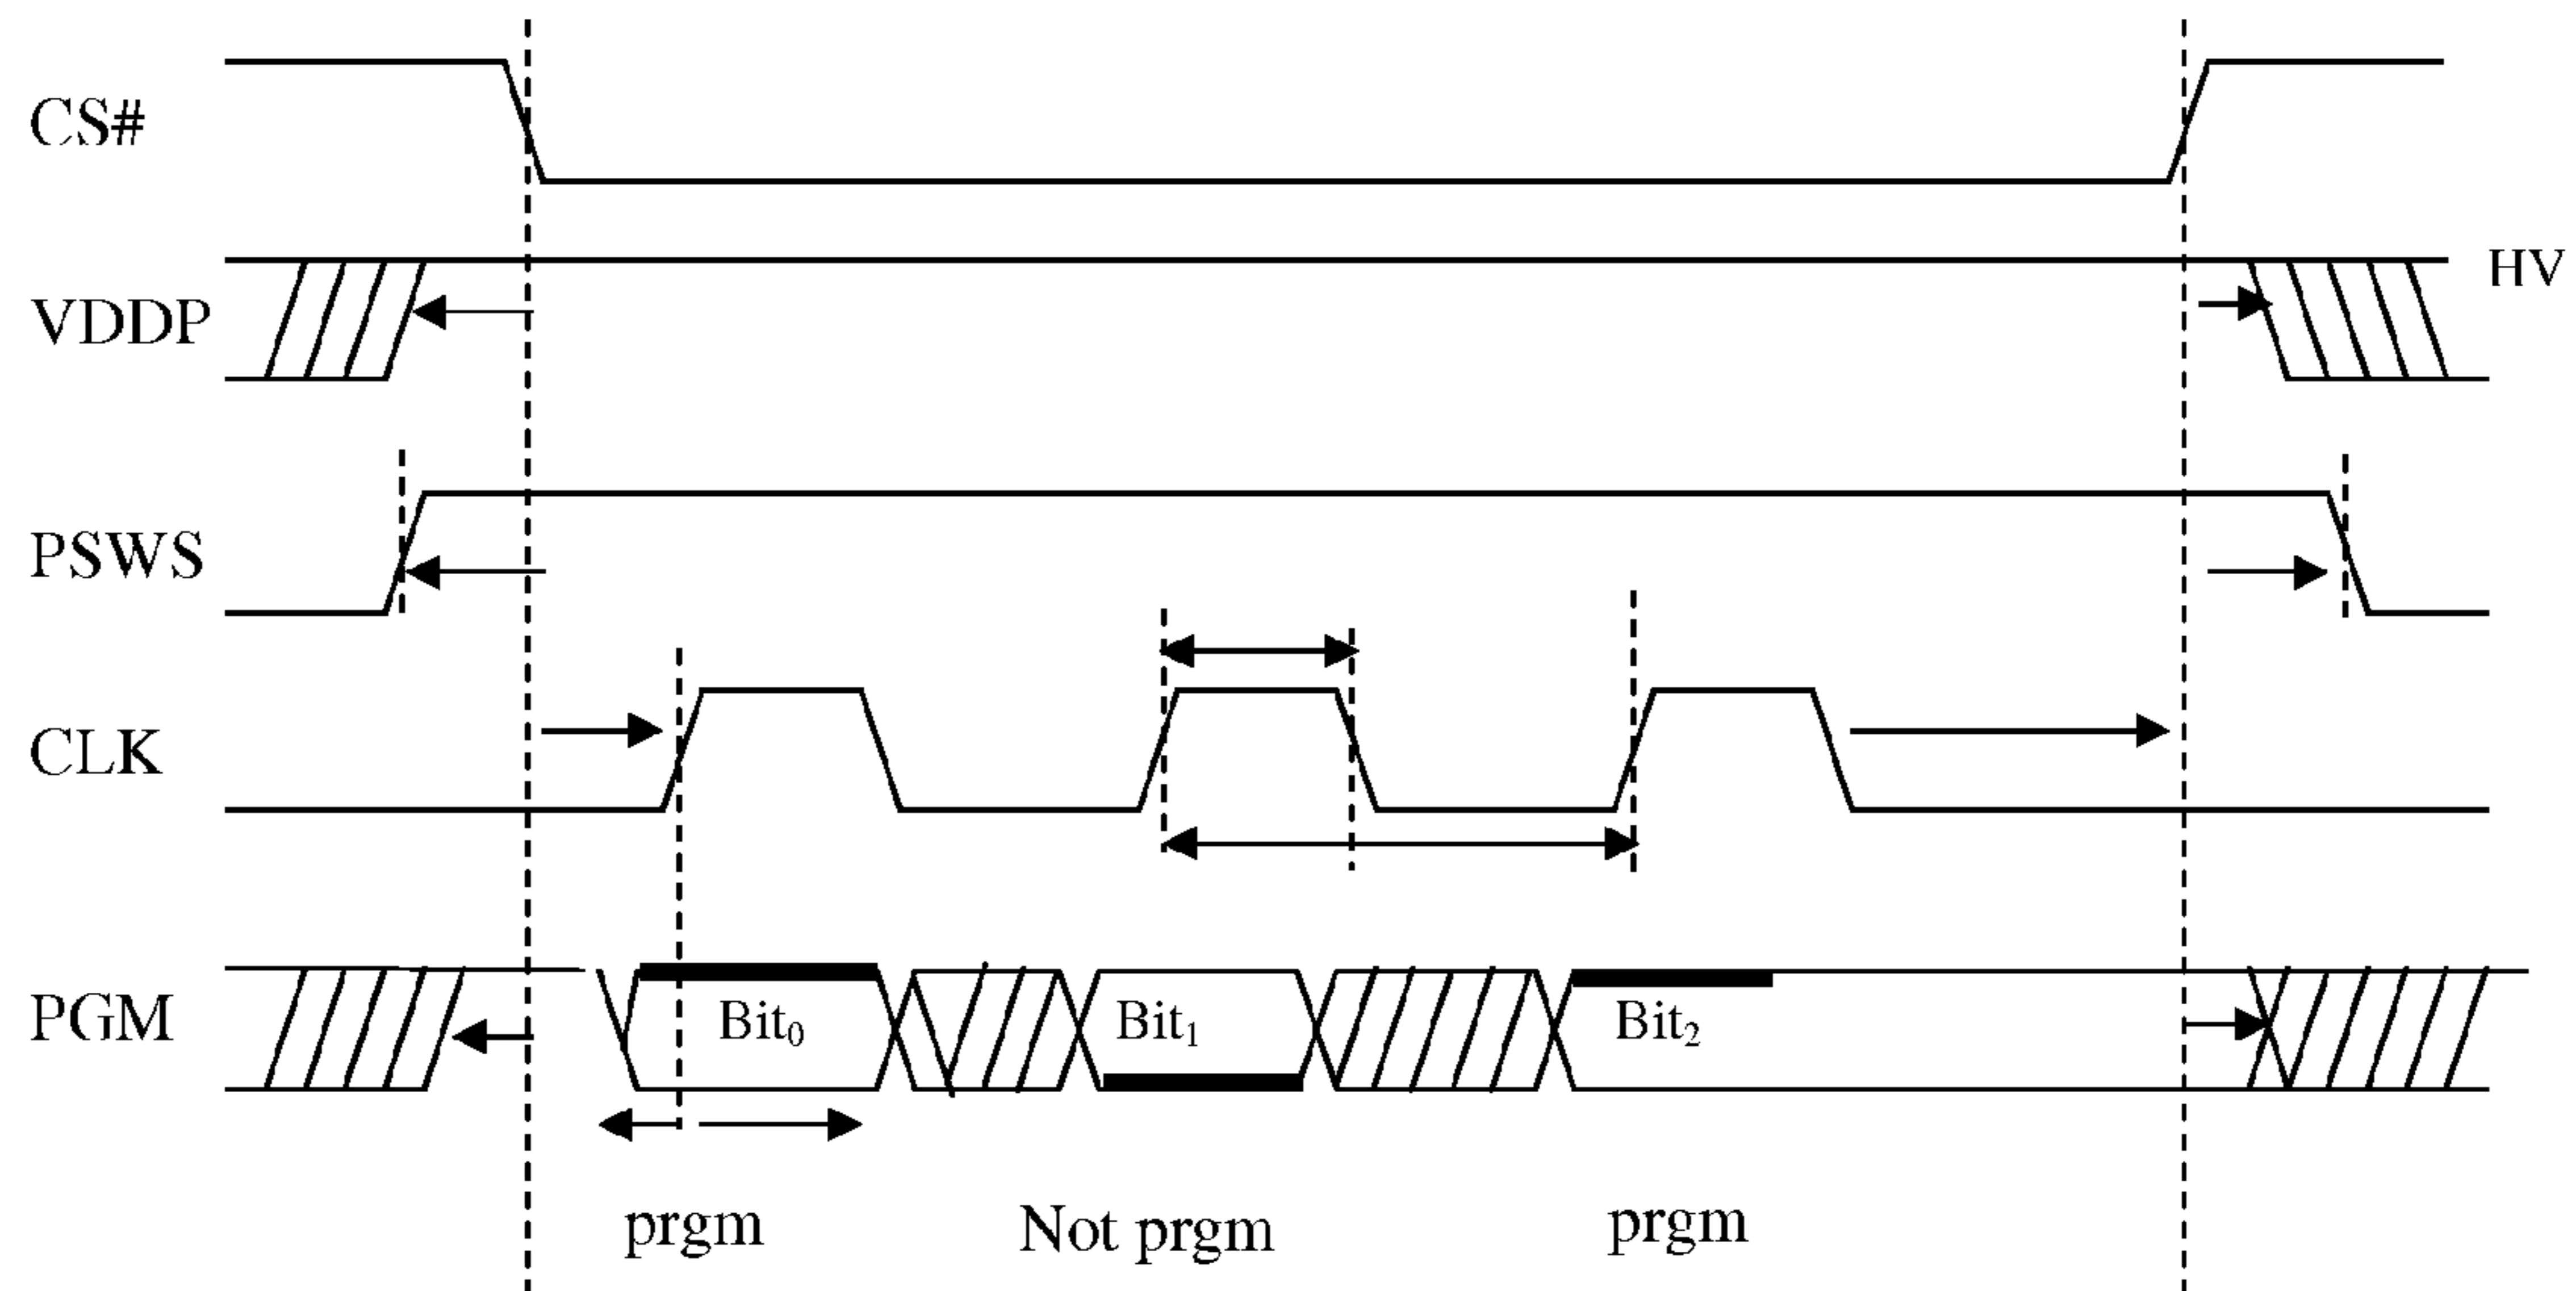 CS#
HV
VDDP
PSWS
CLK
PGM
Bit₀
Bit₁
Bit₂
prgm
Not prgm
prgm